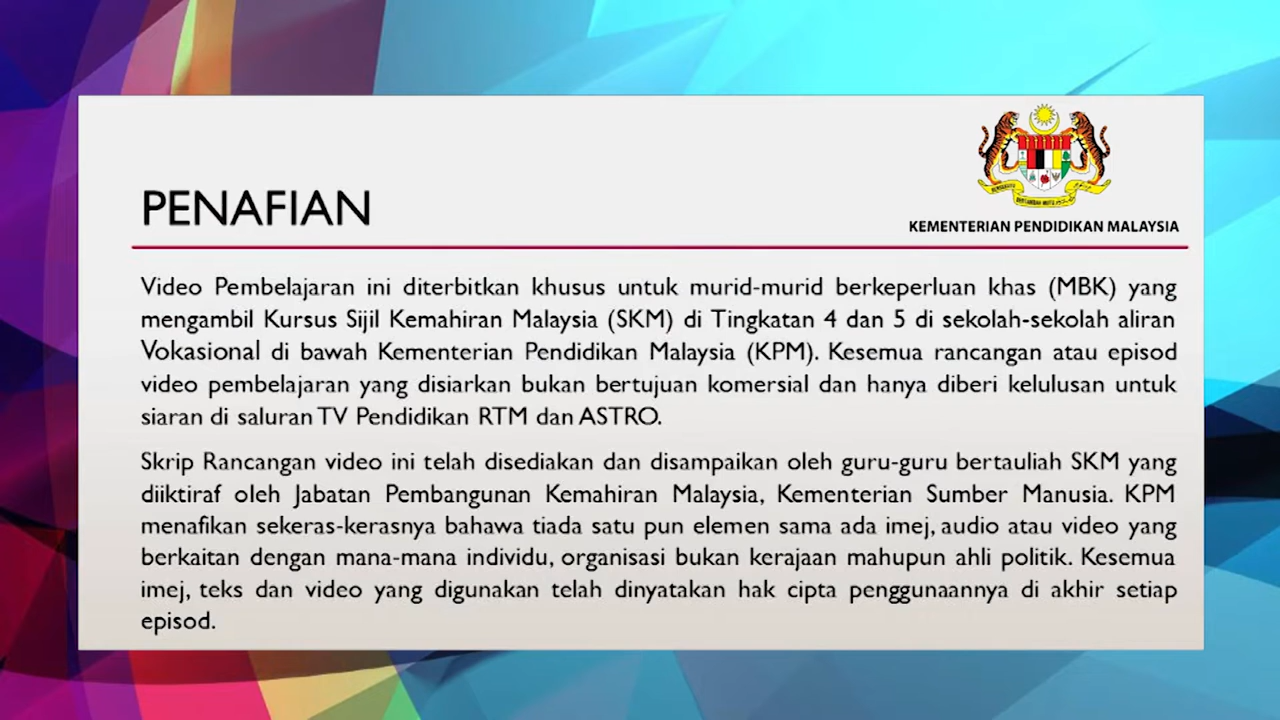 KEMENTERIAN PENDIDIKAN MALAYSIA
PENAFIAN
Video Pembelajaran ini diterbitkan khusus untuk murid-murid berkeperluan khas (MBK) yang
mengambil Kursus Sijil Kemahiran Malaysia (SKM) di Tingkatan 4 dan 5 di sekolah-sekolah aliran
Vokasional di bawah Kementerian Pendidikan Malaysia (KPM). Kesemua rancangan atau episod
video pembelajaran yang disiarkan bukan bertujuan komersial dan hanya diberi kelulusan untuk
siaran di saluran TV Pendidikan RTM dan ASTRO.
Skrip Rancangan video ini telah disediakan dan disampaikan oleh guru-guru bertauliah SKM yang
diiktiraf oleh Jabatan Pembangunan Kemahiran Malaysia, Kementerian Sumber Manusia. KPM
menafikan sekeras-kerasnya bahawa tiada satu pun elemen sama ada imej, audio atau video yang
berkaitan dengan mana-mana individu, organisasi bukan kerajaan mahupun ahli politik. Kesemua
imej, teks dan video yang digunakan telah dinyatakan hak cipta penggunaannya di akhir setiap
episod.